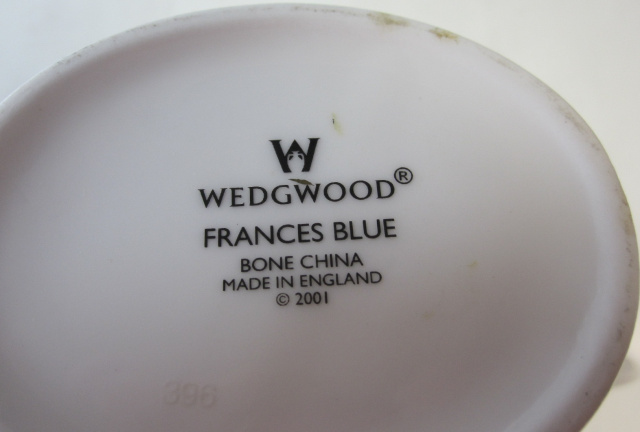 W
WEDGWOOD®
FRANCES BLUE
BONE CHINA
MADE IN ENGLAND
© 2001
396